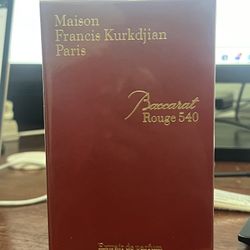 Maison
Francis Kurkdjian
Paris
Baccarat
Rouge 540
Extrait de parfum